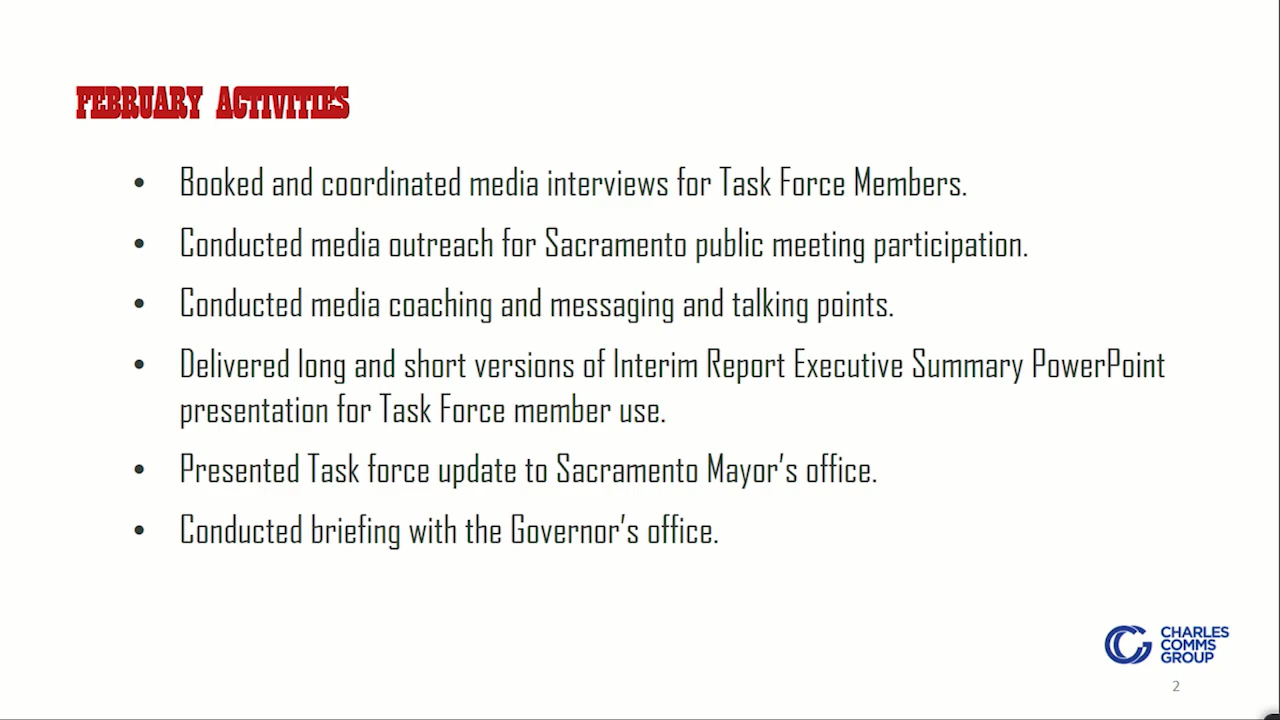 FEBRUARY ACTIVITIES
• Booked and coordinated media interviews for Task Force Members.
• Conducted media outreach for Sacramento public meeting participation.
• Conducted media coaching and messaging and talking points.
• Delivered long and short versions of Interim Report Executive Summary PowerPoint
presentation for Task Force member use.
• Presented Task force update to Sacramento Mayor's office.
• Conducted briefing with the Governor's office.
CHARLES
COMMS
GROUP
2